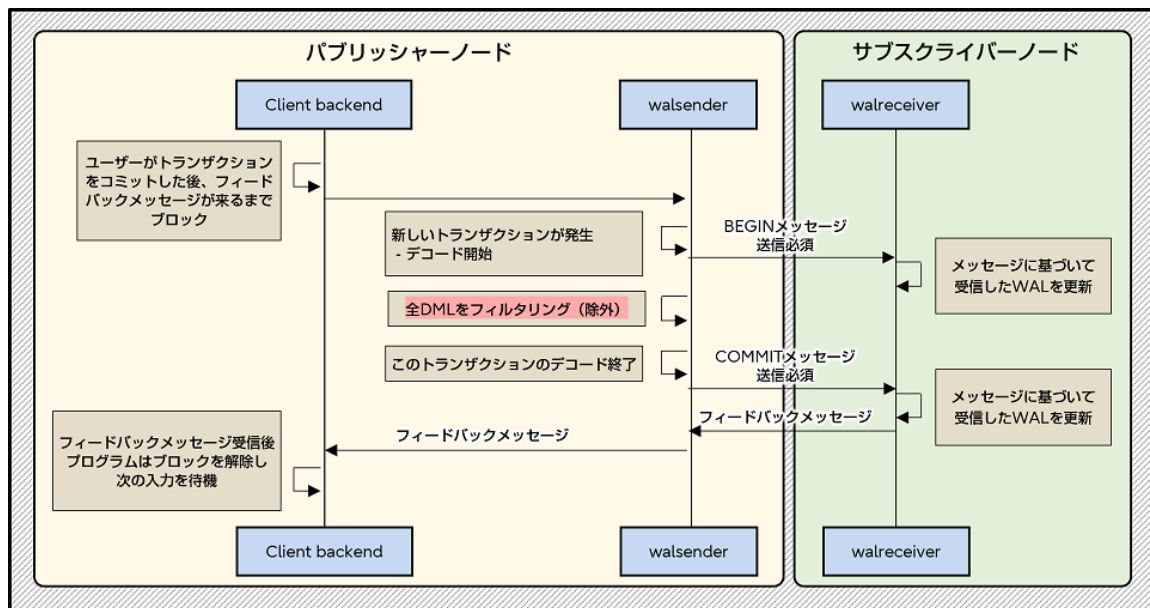 パブリッシャーノード
サブスクライバーノード
Client backend
walsender
walreceiver
ユーザーがトランザクション
をコミットした後、フィード
バックメッセージが来るまで
ブロック
新しいトランザクションが発生
- デコード開始
BEGINメッセージ
送信必須
メッセージに基づいて
受信したWALを更新
全DMLをフィルタリング（除外）
このトランザクションのデコード終了
COMMITメッセージ
送信必須
メッセージに基づいて
受信したWALを更新
フィードバックメッセージ
フィードバックメッセージ
フィードバックメッセージ受信後
プログラムはブロックを解除し
次の入力を待機
Client backend
walsender
walreceiver